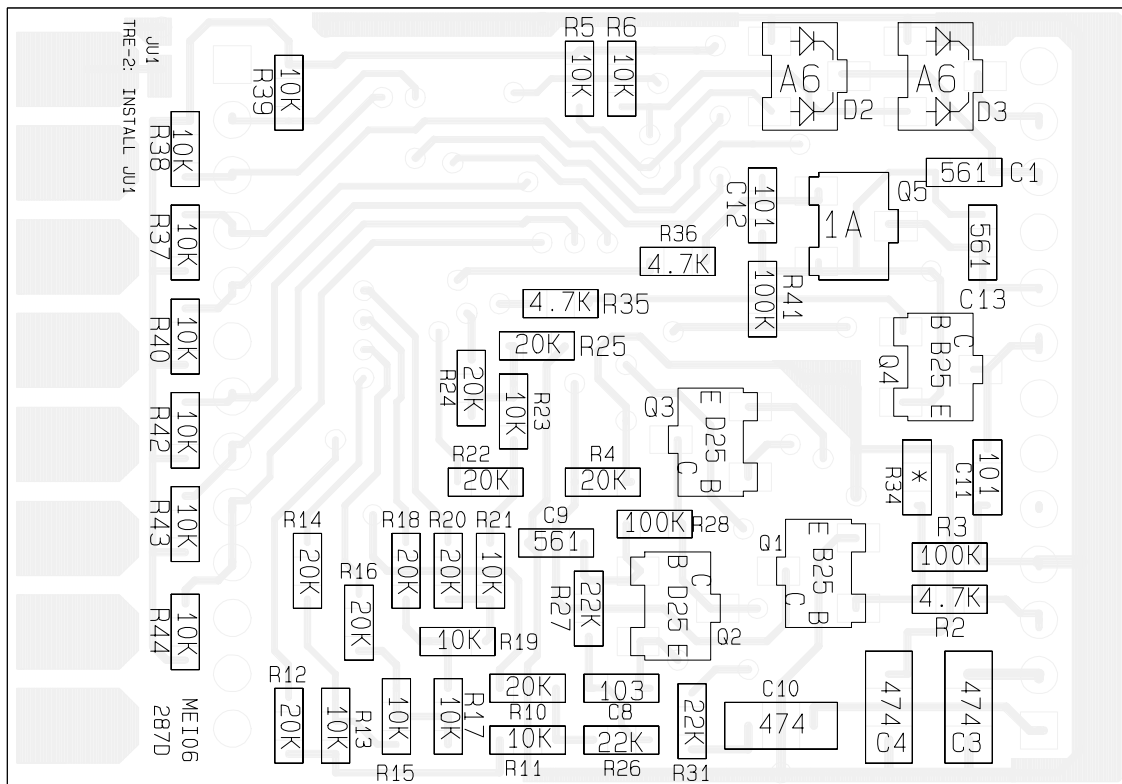 JU1
TRE-2: INSTALL JU1
R39
10K
R5
10K
R6
10K
A6
D2
A6
D3
R38
10K
C12
101
1A
Q5
561
C1
R37
10K
R36
4.7K
561
C13
R41
100K
4.7K
R35
R40
10K
20K
R25
Q4
B
C
B25
E
R24
20K
R23
10K
Q3
E
D25
C
B
R42
10K
R22
20K
R4
20K
R34
*
C11
101
R43
10K
R14
20K
R18
20K
R20
20K
R21
10K
C9
561
100K
R28
Q1
E
B25
C
B
R3
100K
R16
20K
R27
22K
B
C
D25
E
Q2
4.7K
R2
R44
10K
10K
R19
R12
20K
10K
R13
10K
R15
10K
R17
20K
R10
103
C8
C10
474
474
C4
474
C3
10K
R11
22K
R26
22K
R31
MEI06
287D